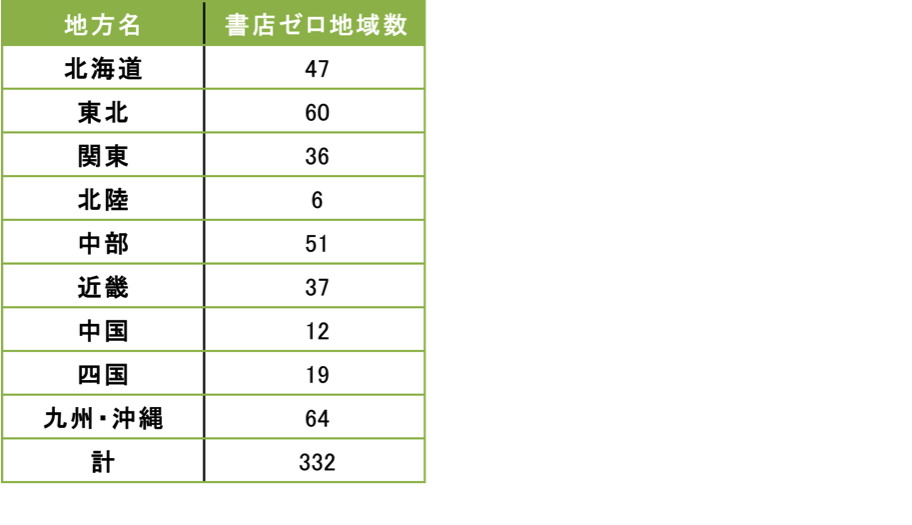 地方名 書店ゼロ地域数
北海道 47
東北 60
関東 36
北陸 6
中部 51
近畿 37
中国 12
四国 19
九州・沖縄 64
計 332